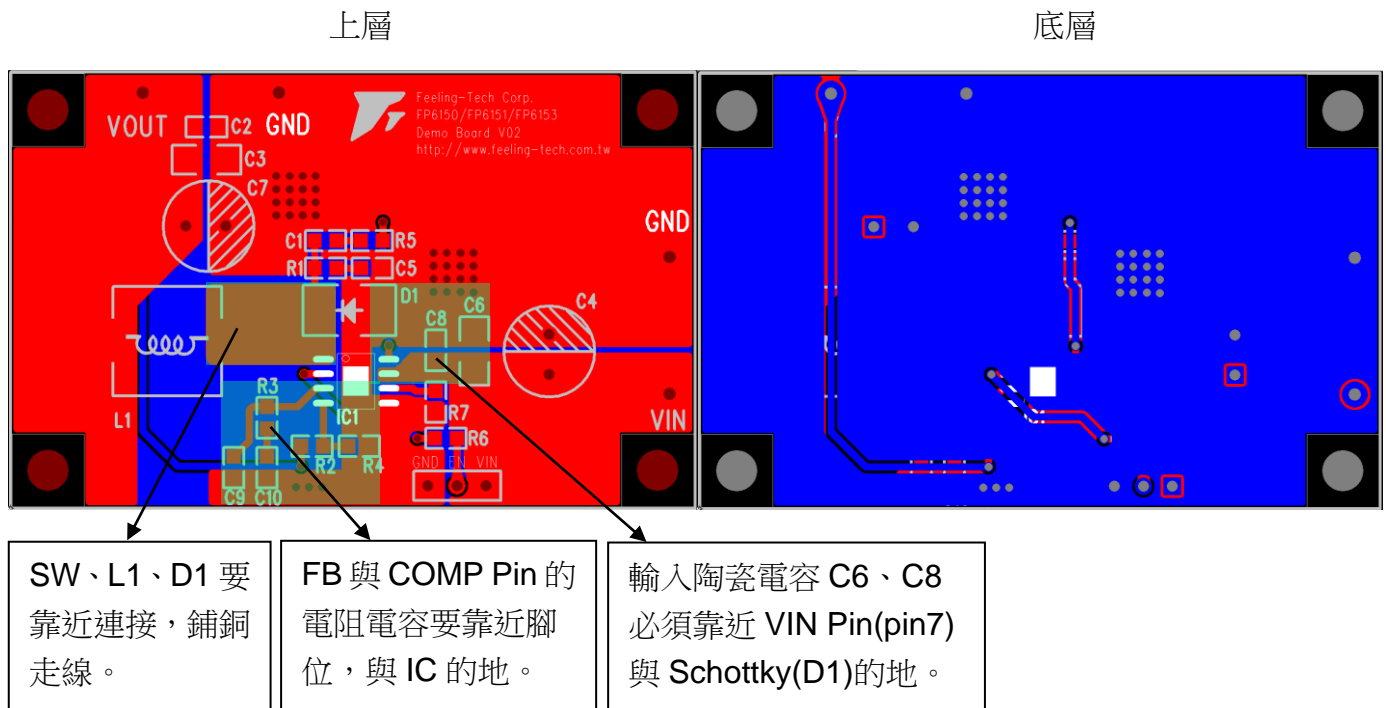 上層
底層
Feeling-Tech Corp.
FP6150/FP6151/FP6153
Demo Board V02
http://www.feeling-tech.com.tw
VOUT
C2
GND
C3
C7
GND
C1
R5
R1
C5
D1
C6
C4
C8
R3
IC1
R7
L1
VIN
R6
R2
R4
GND EN VIN
C9
C10
SW、L1、D1 要
靠近連接，鋪銅
走線。
FB 與 COMP Pin 的
電阻電容要靠近腳
位，與 IC 的地。
輸入陶瓷電容 C6、C8
必須靠近 VIN Pin(pin7)
與 Schottky(D1)的地。